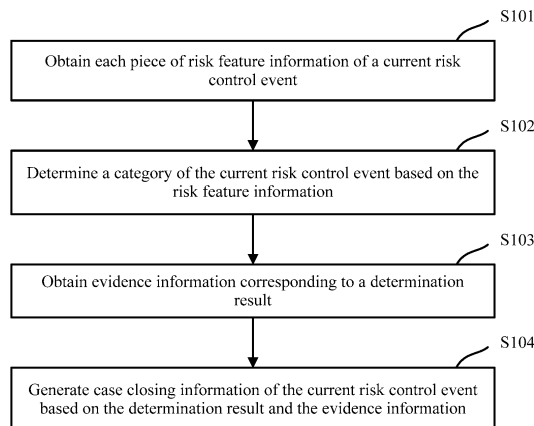 S101
Obtain each piece of risk feature information of a current risk
control event
S102
Determine a category of the current risk control event based on the
risk feature information
S103
Obtain evidence information corresponding to a determination
result
S104
Generate case closing information of the current risk control event
based on the determination result and the evidence information